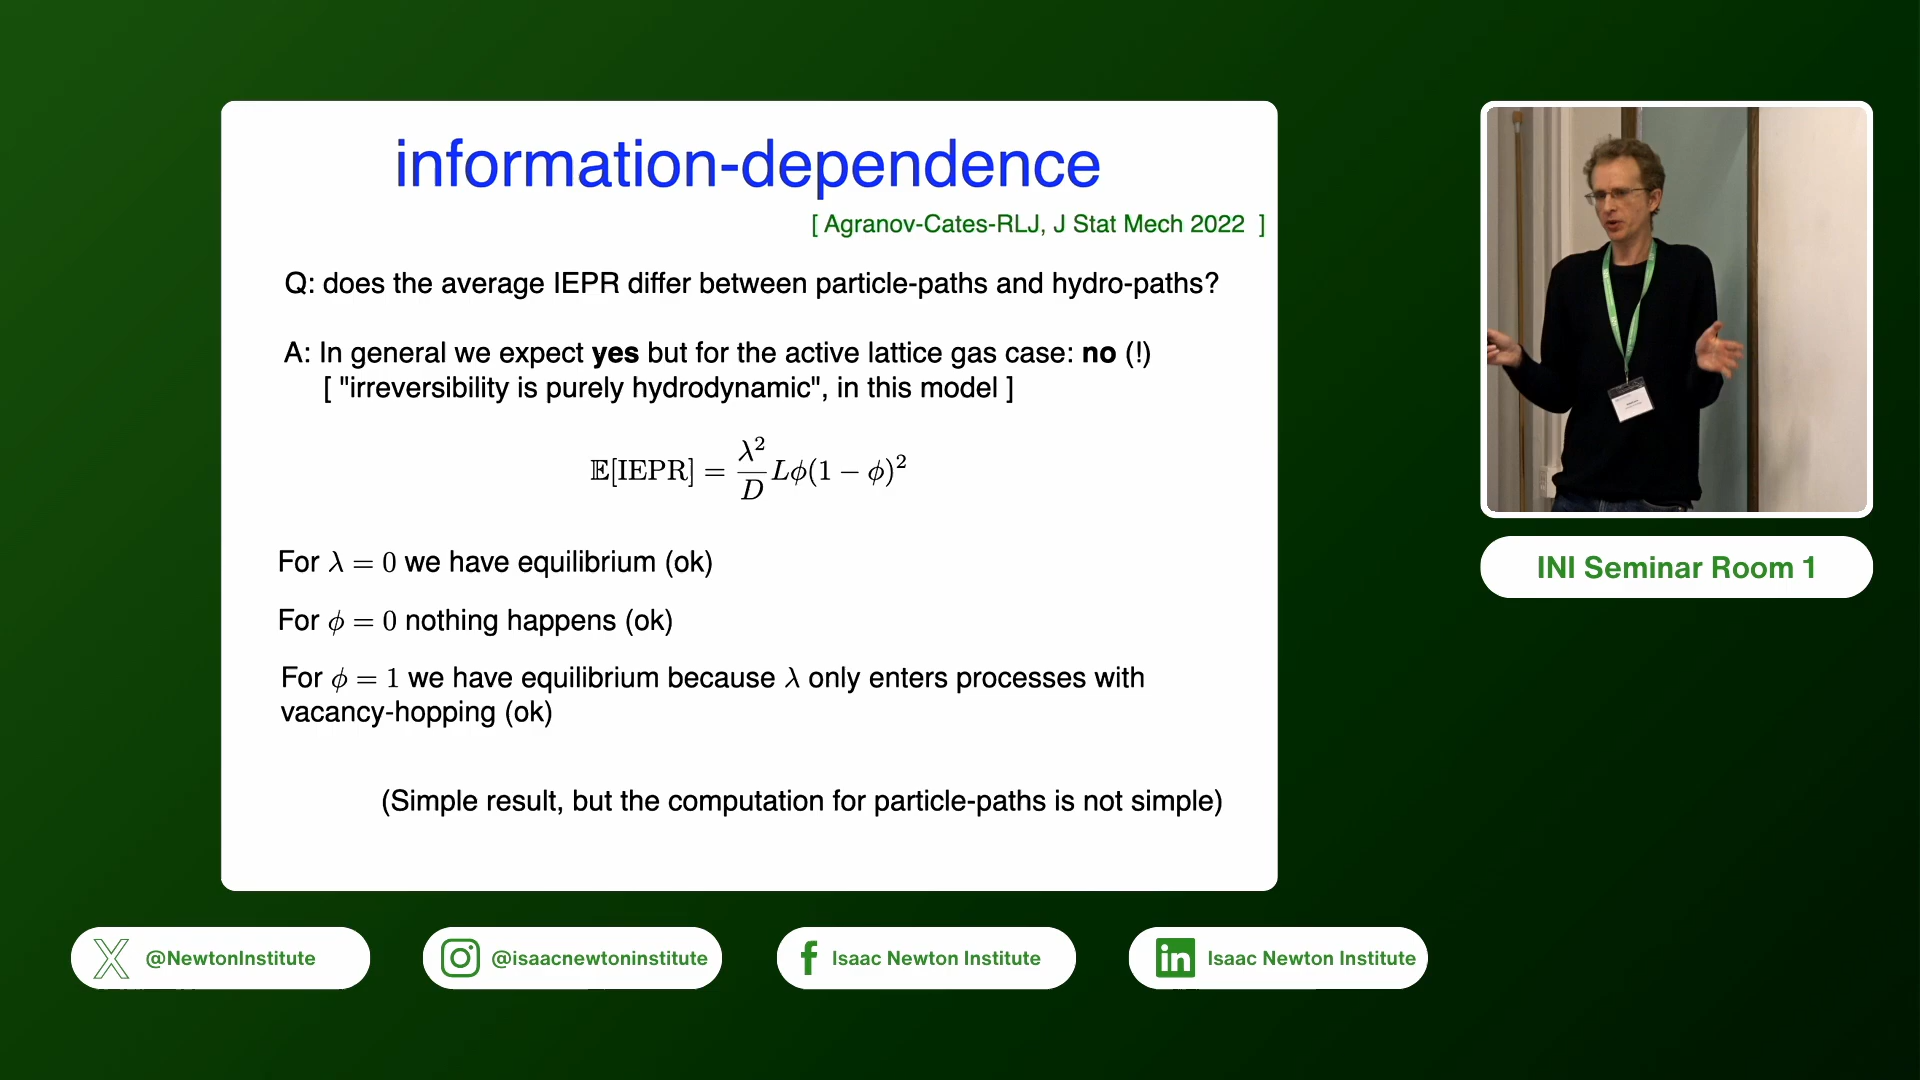 information-dependence
[ Agranov-Cates-RLJ, J Stat Mech 2022 ]
Q: does the average IEPR differ between particle-paths and hydro-paths?
A: In general we expect yes but for the active lattice gas case: no (!)
[ "irreversibility is purely hydrodynamic", in this model ]
𝔼[IEPR] = λ²/D Lϕ(1 − ϕ)²
For λ = 0 we have equilibrium (ok)
For ϕ = 0 nothing happens (ok)
For ϕ = 1 we have equilibrium because λ only enters processes with
vacancy-hopping (ok)
(Simple result, but the computation for particle-paths is not simple)
INI Seminar Room 1
@NewtonInstitute
@isaacnewtoninstitute
Isaac Newton Institute
Isaac Newton Institute